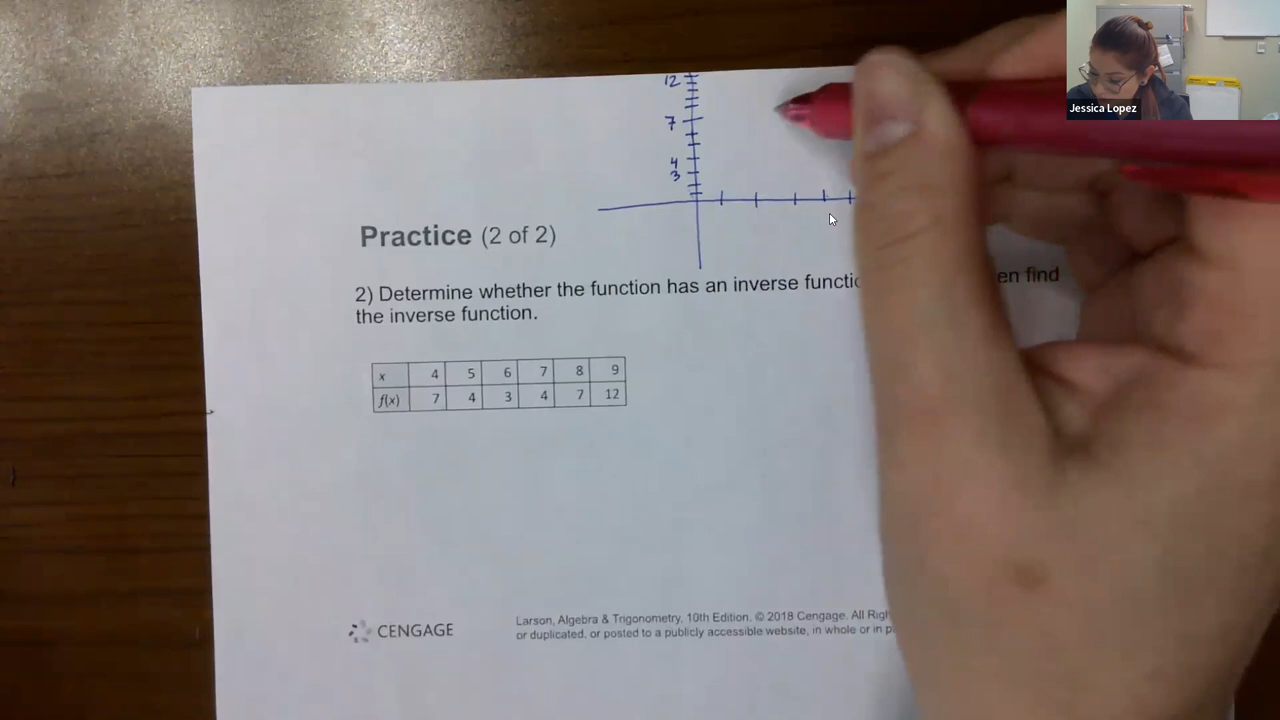 Jessica Lopez
12
7
4
3
Practice (2 of 2)
2) Determine whether the function has an inverse en find
the inverse function.
x 4 5 6 7 8 9
f(x) 7 4 3 4 7 12
CENGAGE
Larson, Algebra & Trigonometry, 10th Edition. © 2018 Cengage. All
or duplicated, or posted to a publicly accessible website, in whole or in